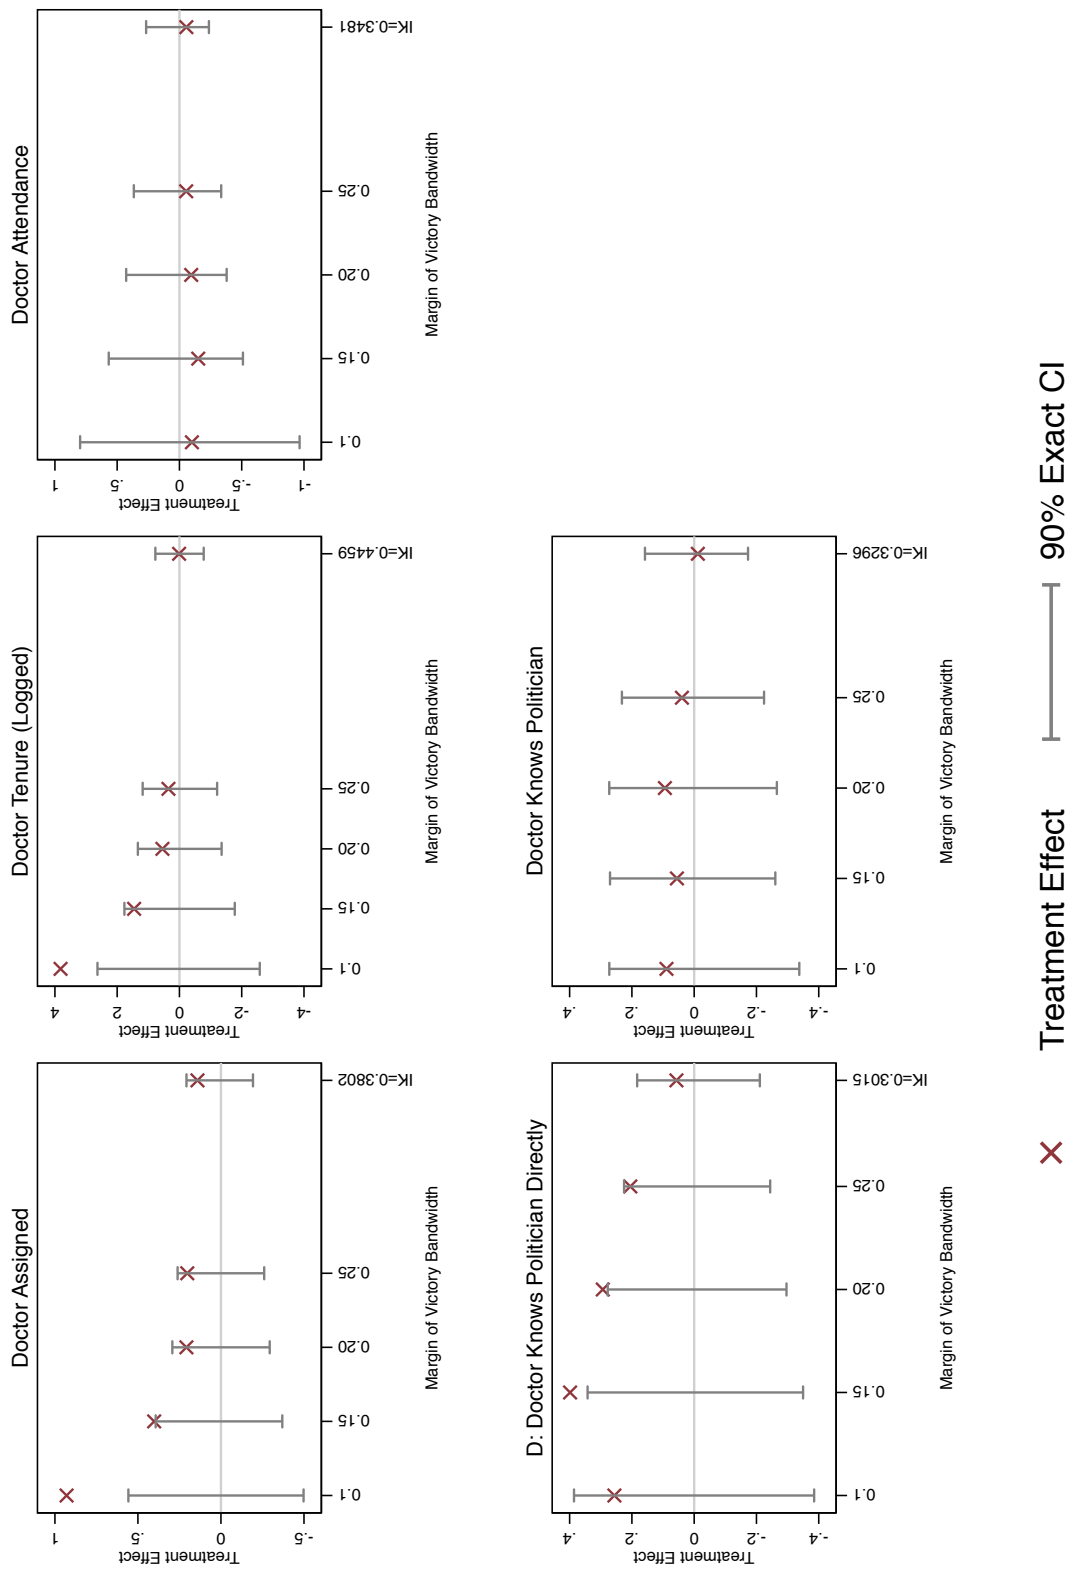 Doctor Assigned
Treatment Effect
1
.5
0
-.5
0.1
0.15
0.20
0.25
IK=0.3802
Margin of Victory Bandwidth
Doctor Tenure (Logged)
Treatment Effect
4
2
0
-2
-4
0.1
0.15
0.20
0.25
IK=0.4459
Margin of Victory Bandwidth
Doctor Attendance
Treatment Effect
1
.5
0
-.5
-1
0.1
0.15
0.20
0.25
IK=0.3481
Margin of Victory Bandwidth
D: Doctor Knows Politician Directly
Treatment Effect
.4
.2
0
-.2
-.4
0.1
0.15
0.20
0.25
IK=0.3015
Margin of Victory Bandwidth
Doctor Knows Politician
Treatment Effect
.4
.2
0
-.2
-.4
0.1
0.15
0.20
0.25
IK=0.3296
Margin of Victory Bandwidth
Treatment Effect
90% Exact CI